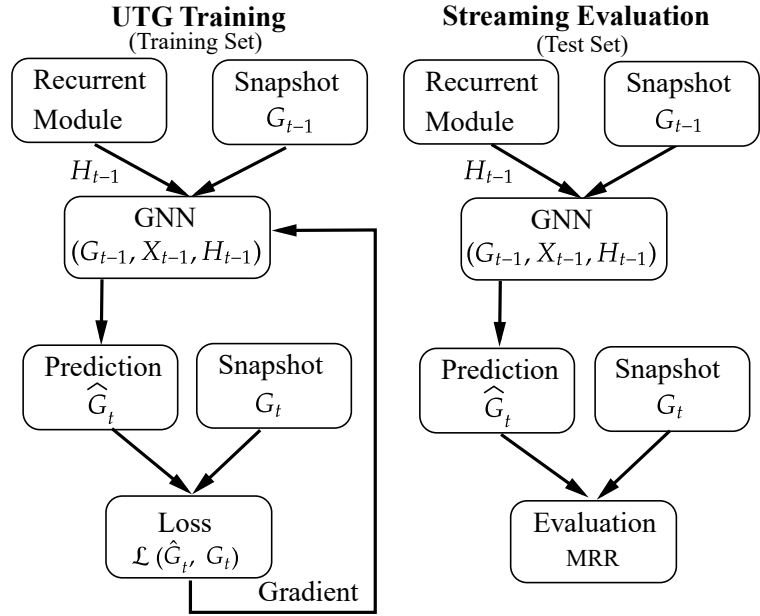 UTG Training
(Training Set)
Recurrent
Module
Snapshot
G_{t−1}
H_{t−1}
GNN
(G_{t−1}, X_{t−1}, H_{t−1})
Prediction
Ĝ_t
Snapshot
G_t
Loss
ℒ (Ĝ_t, G_t)
Gradient
Streaming Evaluation
(Test Set)
Recurrent
Module
Snapshot
G_{t−1}
H_{t−1}
GNN
(G_{t−1}, X_{t−1}, H_{t−1})
Prediction
Ĝ_t
Snapshot
G_t
Evaluation
MRR